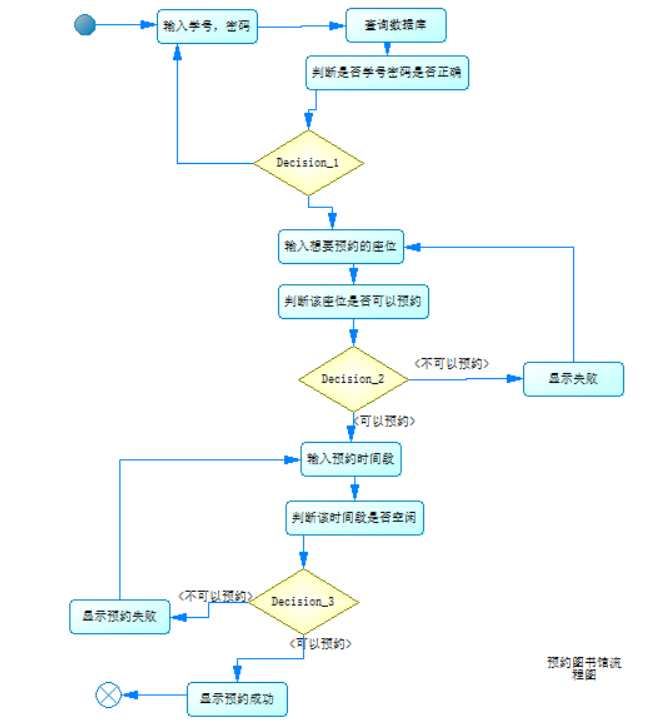 输入学号，密码
查询数据库
判断是否学号密码是否正确
Decision_1
输入想要预约的座位
判断该座位是否可以预约
<不可以预约>
Decision_2
显示失败
<可以预约>
输入预约时间段
判断该时间段是否空闲
<不可以预约>
Decision_3
显示预约失败
<可以预约>
预约图书馆流
程图
显示预约成功